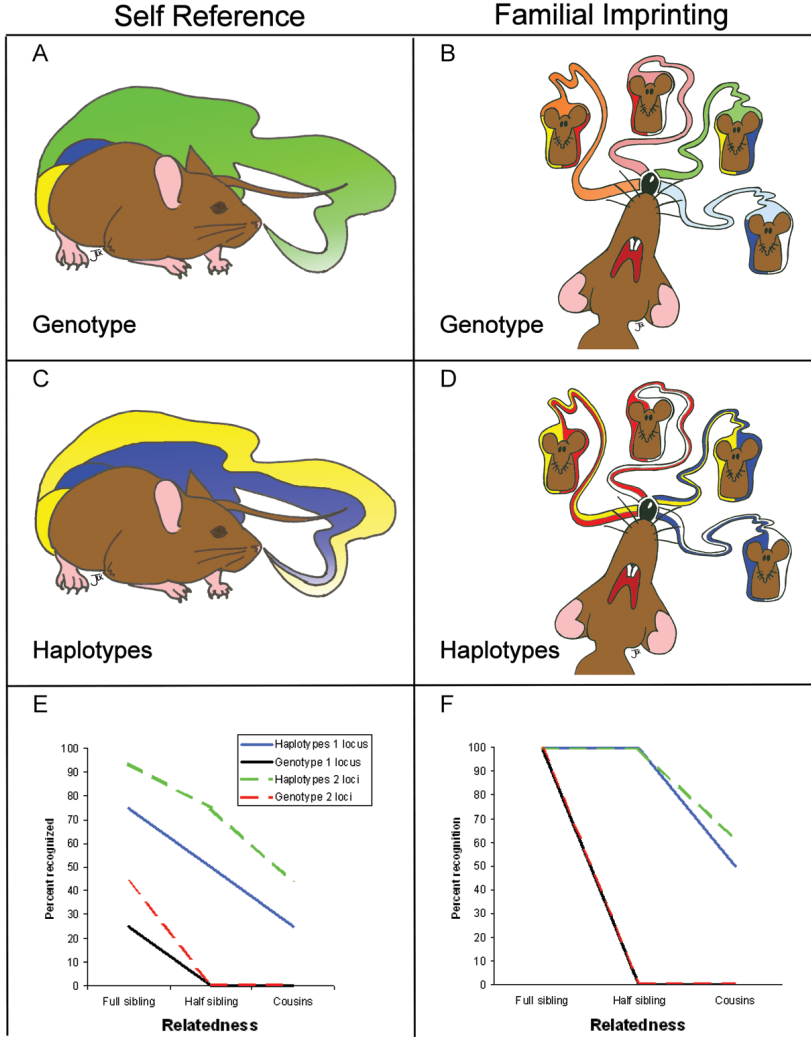 Self Reference
Familial Imprinting
A
Genotype
B
Genotype
C
Haplotypes
D
Haplotypes
E
Percent recognized
100
90
80
70
60
50
40
30
20
10
0
Haplotypes 1 locus
Genotype 1 locus
Haplotypes 2 loci
Genotype 2 loci
Full sibling
Half sibling
Cousins
Relatedness
F
Percent recognition
100
90
80
70
60
50
40
30
20
10
0
Full sibling
Half sibling
Cousins
Relatedness